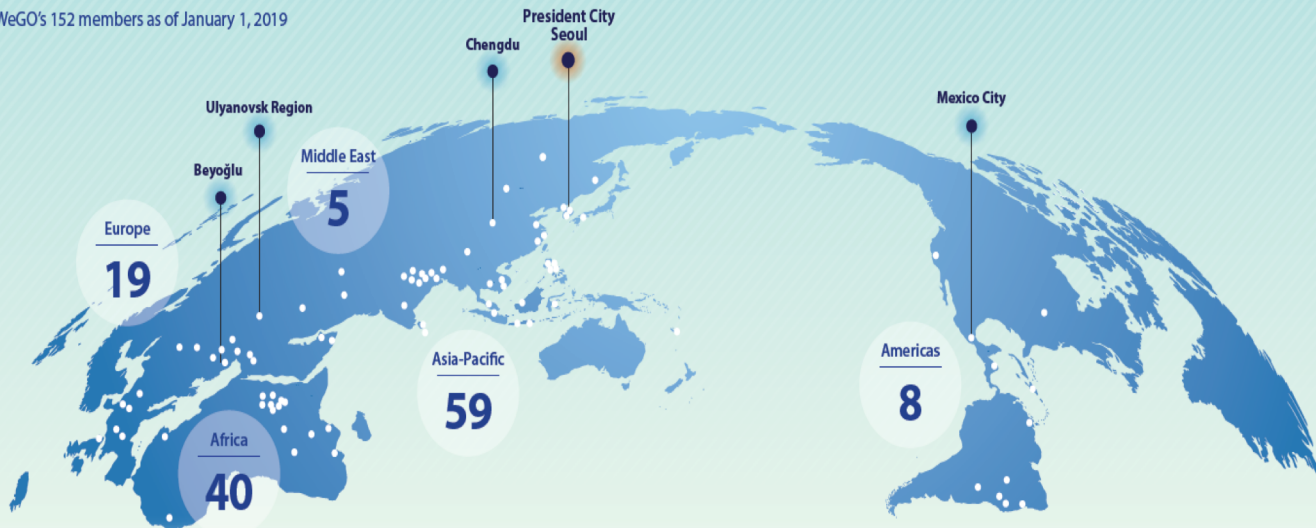 WeGO's 152 members as of January 1, 2019
President City
Seoul
Chengdu
Mexico City
Ulyanovsk Region
Middle East
5
Beyoğlu
Europe
19
Asia-Pacific
59
Americas
8
Africa
40